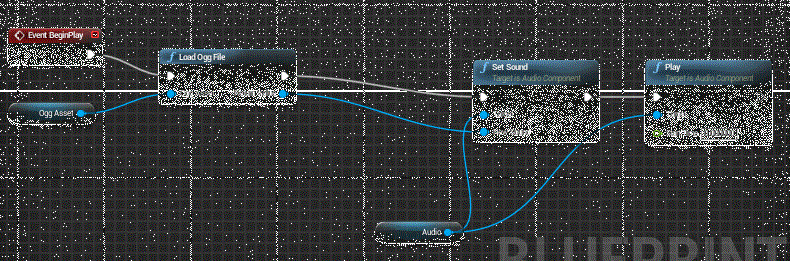 Event BeginPlay
Load Ogg File
Ogg Asset
Set Sound
Target is Audio Component
Play
Target is Audio Component
Audio
BLUEPRINT